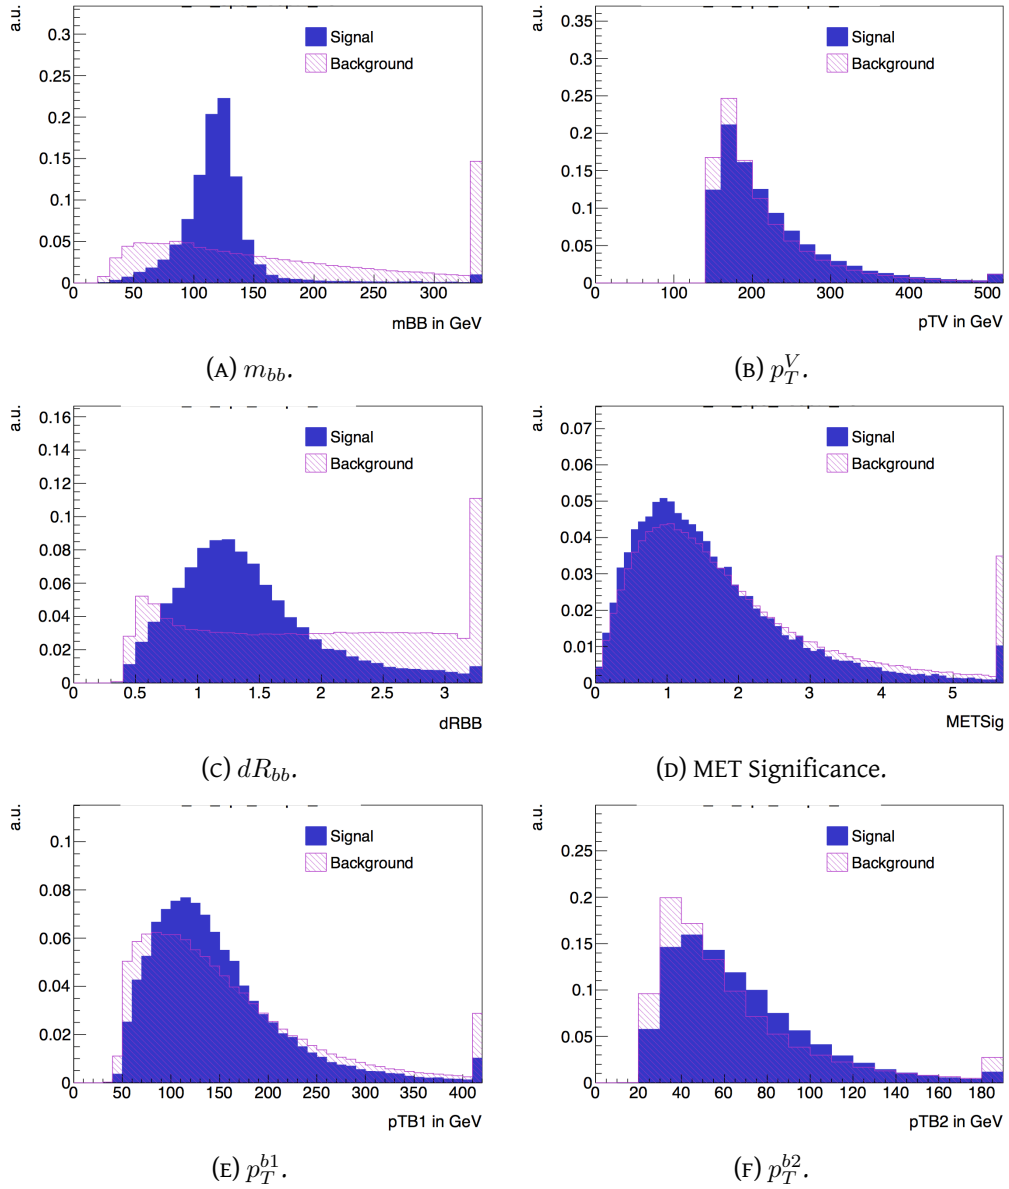 a.u.
0.3
0.25
0.2
0.15
0.1
0.05
0
0 50 100 150 200 250 300
mBB in GeV
Signal
Background
(A) m_{bb}.
a.u.
0.35
0.3
0.25
0.2
0.15
0.1
0.05
0
0 100 200 300 400 500
pTV in GeV
Signal
Background
(B) p_T^V.
a.u.
0.16
0.14
0.12
0.1
0.08
0.06
0.04
0.02
0
0 0.5 1 1.5 2 2.5 3
dRBB
Signal
Background
(C) dR_{bb}.
a.u.
0.07
0.06
0.05
0.04
0.03
0.02
0.01
0
0 1 2 3 4 5
METSig
Signal
Background
(D) MET Significance.
a.u.
0.1
0.08
0.06
0.04
0.02
0
0 50 100 150 200 250 300 350 400
pTB1 in GeV
Signal
Background
(E) p_T^{b1}.
a.u.
0.25
0.2
0.15
0.1
0.05
0
0 20 40 60 80 100 120 140 160 180
pTB2 in GeV
Signal
Background
(F) p_T^{b2}.